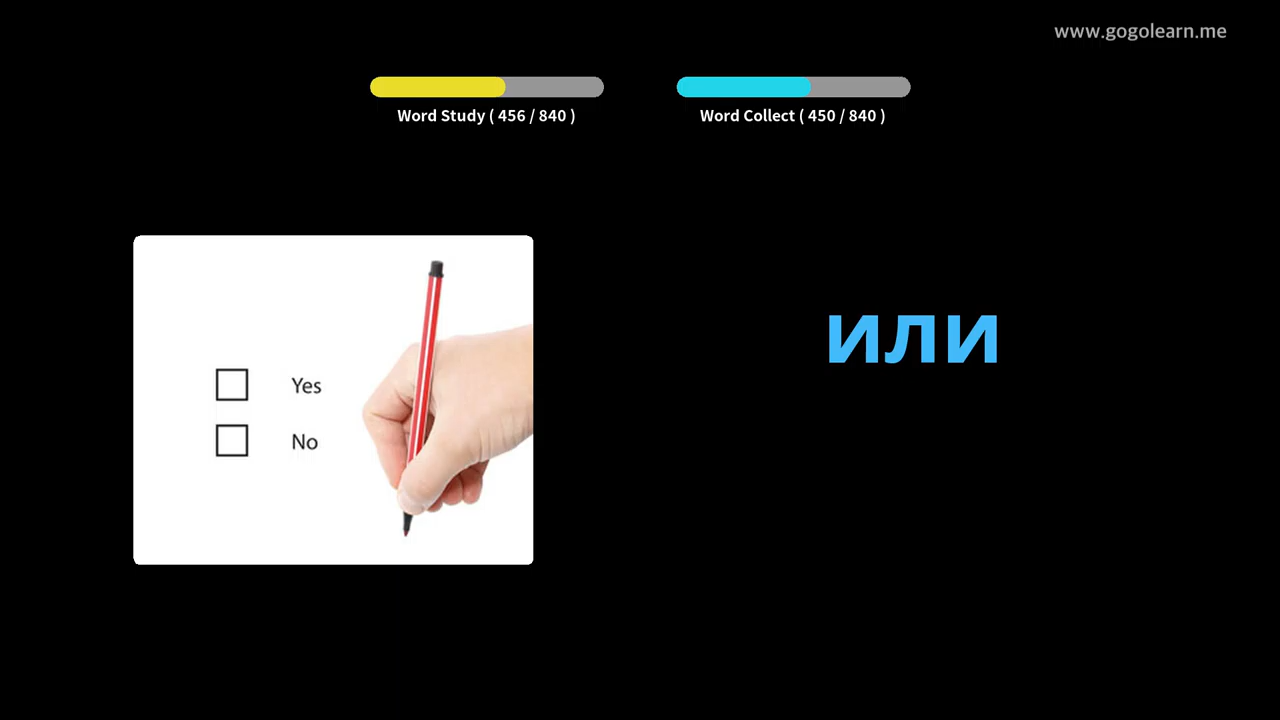 www.gogolearn.me
Word Study ( 456 / 840 )
Word Collect ( 450 / 840 )
Yes
No
или